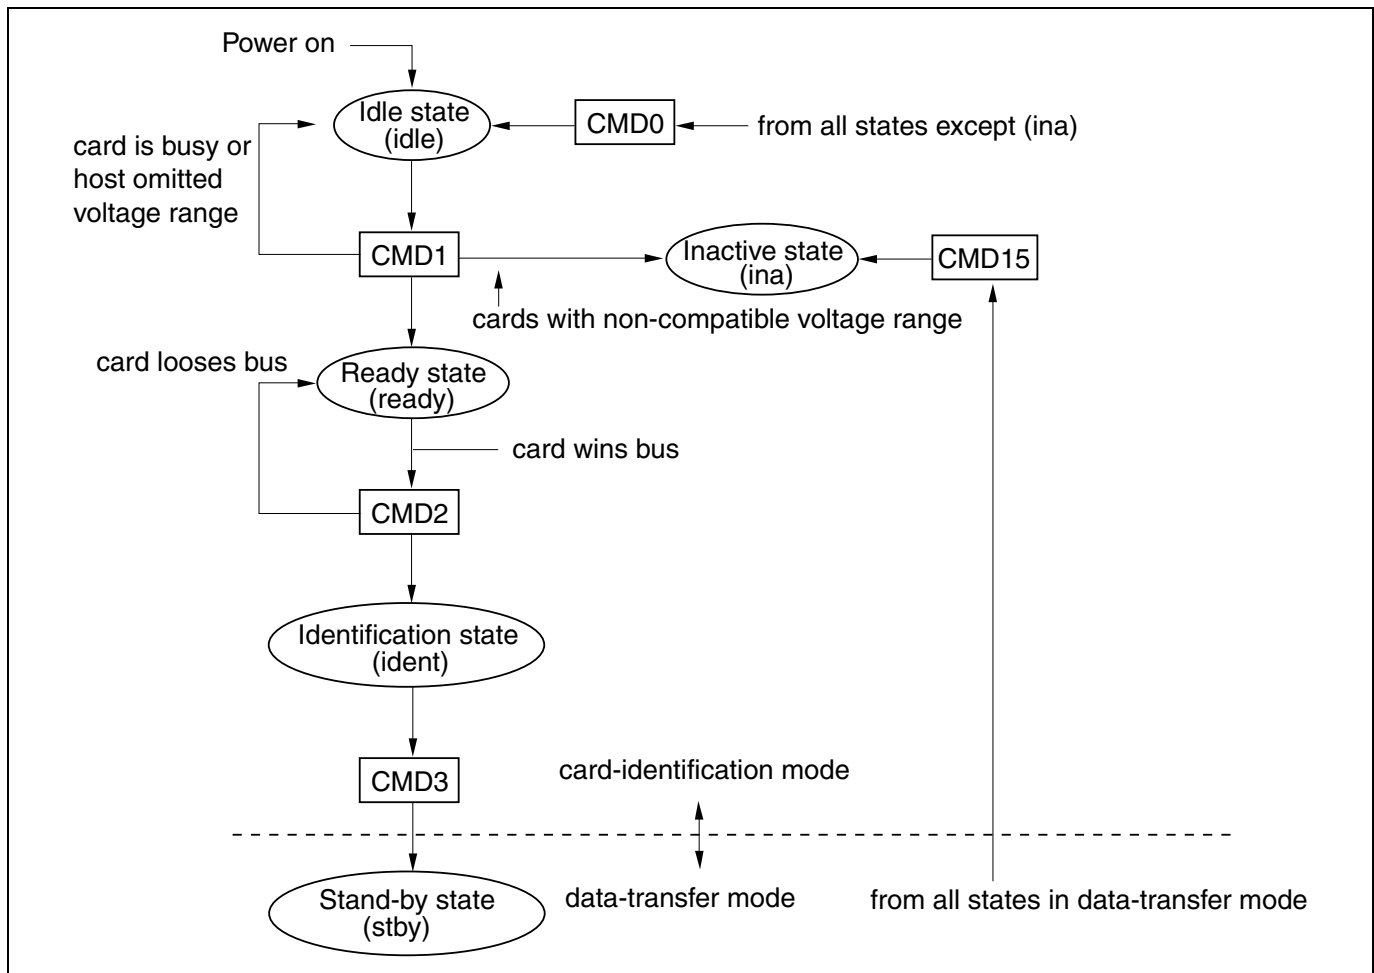 Power on
Idle state
(idle)
CMD0
from all states except (ina)
card is busy or
host omitted
voltage range
CMD1
Inactive state
(ina)
CMD15
cards with non-compatible voltage range
card looses bus
Ready state
(ready)
card wins bus
CMD2
Identification state
(ident)
CMD3
card-identification mode
Stand-by state
(stby)
data-transfer mode
from all states in data-transfer mode